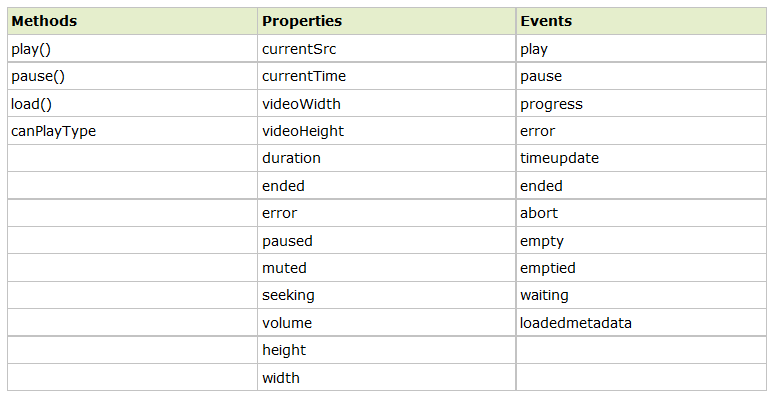 Methods Properties Events
play() currentSrc play
pause() currentTime pause
load() videoWidth progress
canPlayType videoHeight error
duration timeupdate
ended ended
error abort
paused empty
muted emptied
seeking waiting
volume loadedmetadata
height
width